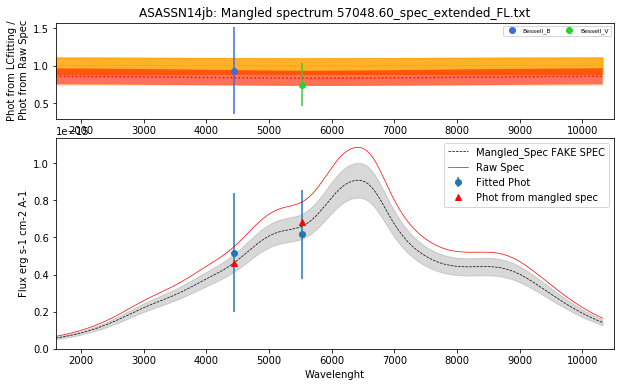 ASASSN14jb: Mangled spectrum 57048.60_spec_extended_FL.txt
Phot from LCfitting /
Phot from Raw Spec
1.5
1.0
0.5
Bessell_B
Bessell_V
2000 3000 4000 5000 6000 7000 8000 9000 10000
Flux erg s-1 cm-2 A-1
1.0
0.8
0.6
0.4
0.2
0.0
Mangled_Spec FAKE SPEC
Raw Spec
Fitted Phot
Phot from mangled spec
2000 3000 4000 5000 6000 7000 8000 9000 10000
Wavelenght